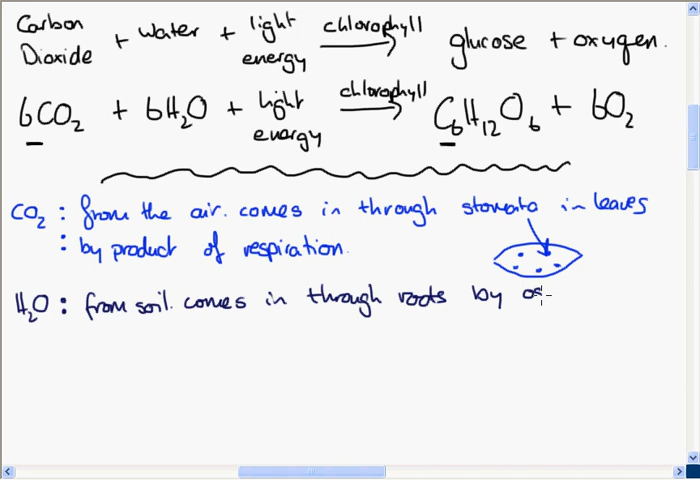 Carbon Dioxide + water + light energy chlorophyll → glucose + oxygen.
6CO₂ + 6H₂O + light energy chlorophyll → C₆H₁₂O₆ + 6O₂
CO₂ : from the air. comes in through stomata in leaves
: by product of respiration.
H₂O : from soil. comes in through roots by os